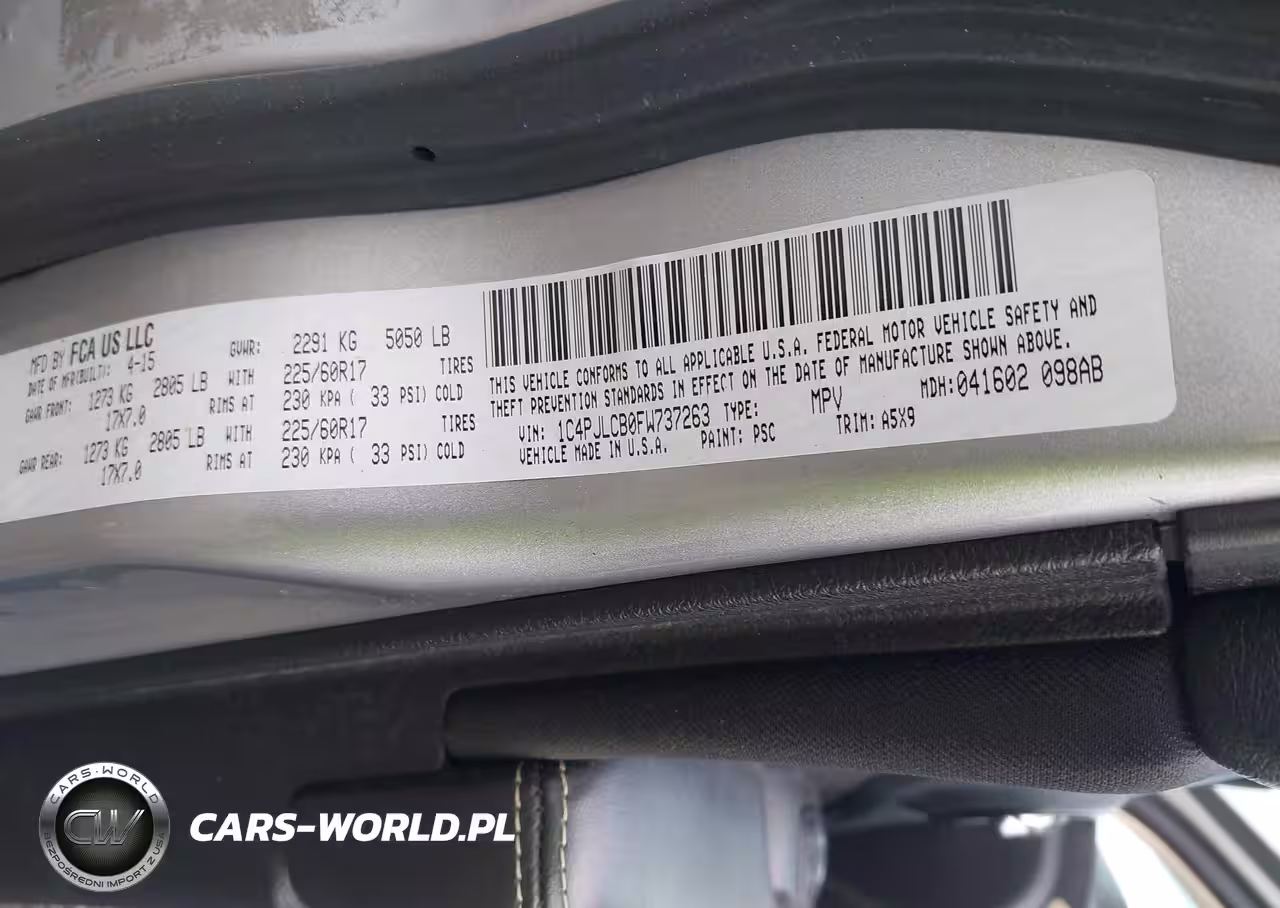 MFD BY FCA US LLC
DATE OF MFR(BUILT): 4-15 GVWR: 2291 KG 5050 LB
GAWR FRONT: 1273 KG 2805 LB WITH 225/60R17 TIRES
17X7.0 RIMS AT 230 KPA ( 33 PSI) COLD
GAWR REAR: 1273 KG 2805 LB WITH 225/60R17 TIRES
17X7.0 RIMS AT 230 KPA ( 33 PSI) COLD
THIS VEHICLE CONFORMS TO ALL APPLICABLE U.S.A. FEDERAL MOTOR VEHICLE SAFETY AND
THEFT PREVENTION STANDARDS IN EFFECT ON THE DATE OF MANUFACTURE SHOWN ABOVE.
VIN: 1C4PJLCB0FW737263 TYPE: MPV MDH:041602 098AB
VEHICLE MADE IN U.S.A. PAINT: PSC TRIM: A5X9
CARS-WORLD
CW
BEZPOŚREDNI IMPORT Z USA
CARS-WORLD.PL